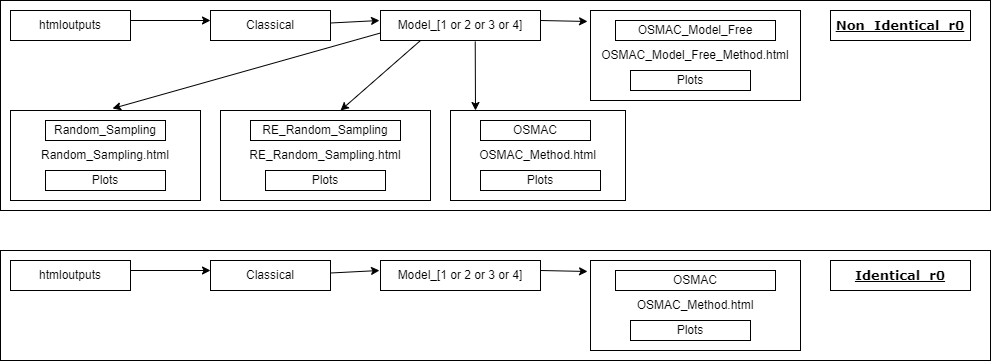 htmloutputs
Classical
Model_[1 or 2 or 3 or 4]
OSMAC_Model_Free
OSMAC_Model_Free_Method.html
Plots
Non_Identical_r0
Random_Sampling
Random_Sampling.html
Plots
RE_Random_Sampling
RE_Random_Sampling.html
Plots
OSMAC
OSMAC_Method.html
Plots
htmloutputs
Classical
Model_[1 or 2 or 3 or 4]
OSMAC
OSMAC_Method.html
Plots
Identical_r0